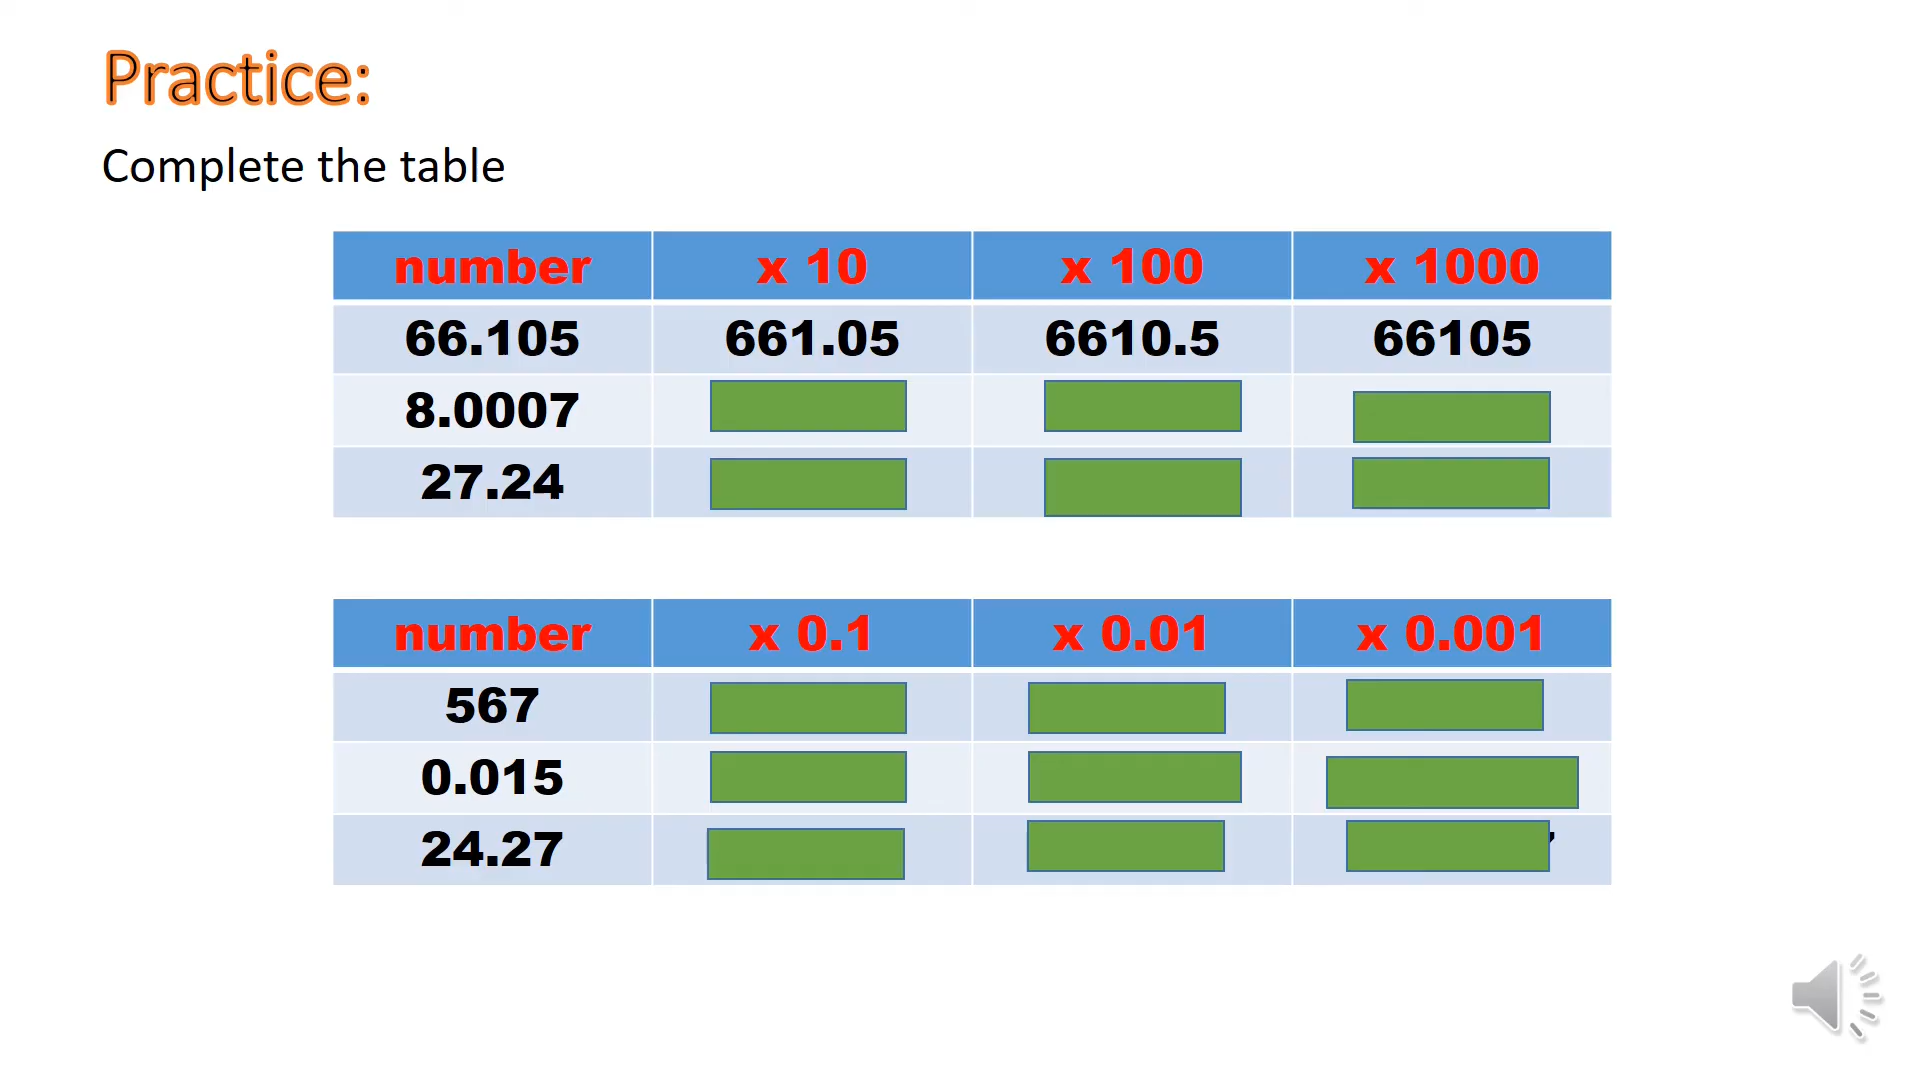 Practice:
Complete the table
number x 10 x 100 x 1000
66.105 661.05 6610.5 66105
8.0007
27.24
number x 0.1 x 0.01 x 0.001
567
0.015
24.27